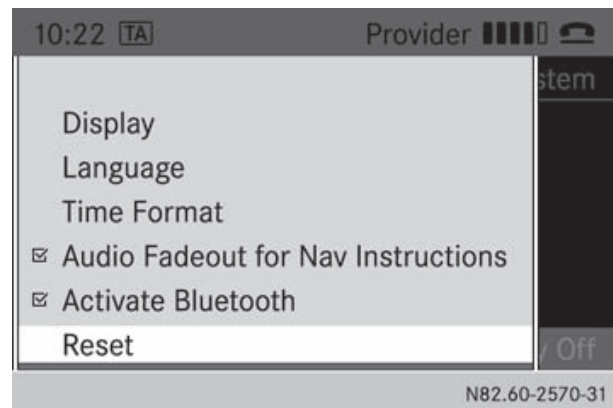 10:22 TA Provider
stem
Display
Language
Time Format
Audio Fadeout for Nav Instructions
Activate Bluetooth
Reset
Off
N82.60-2570-31